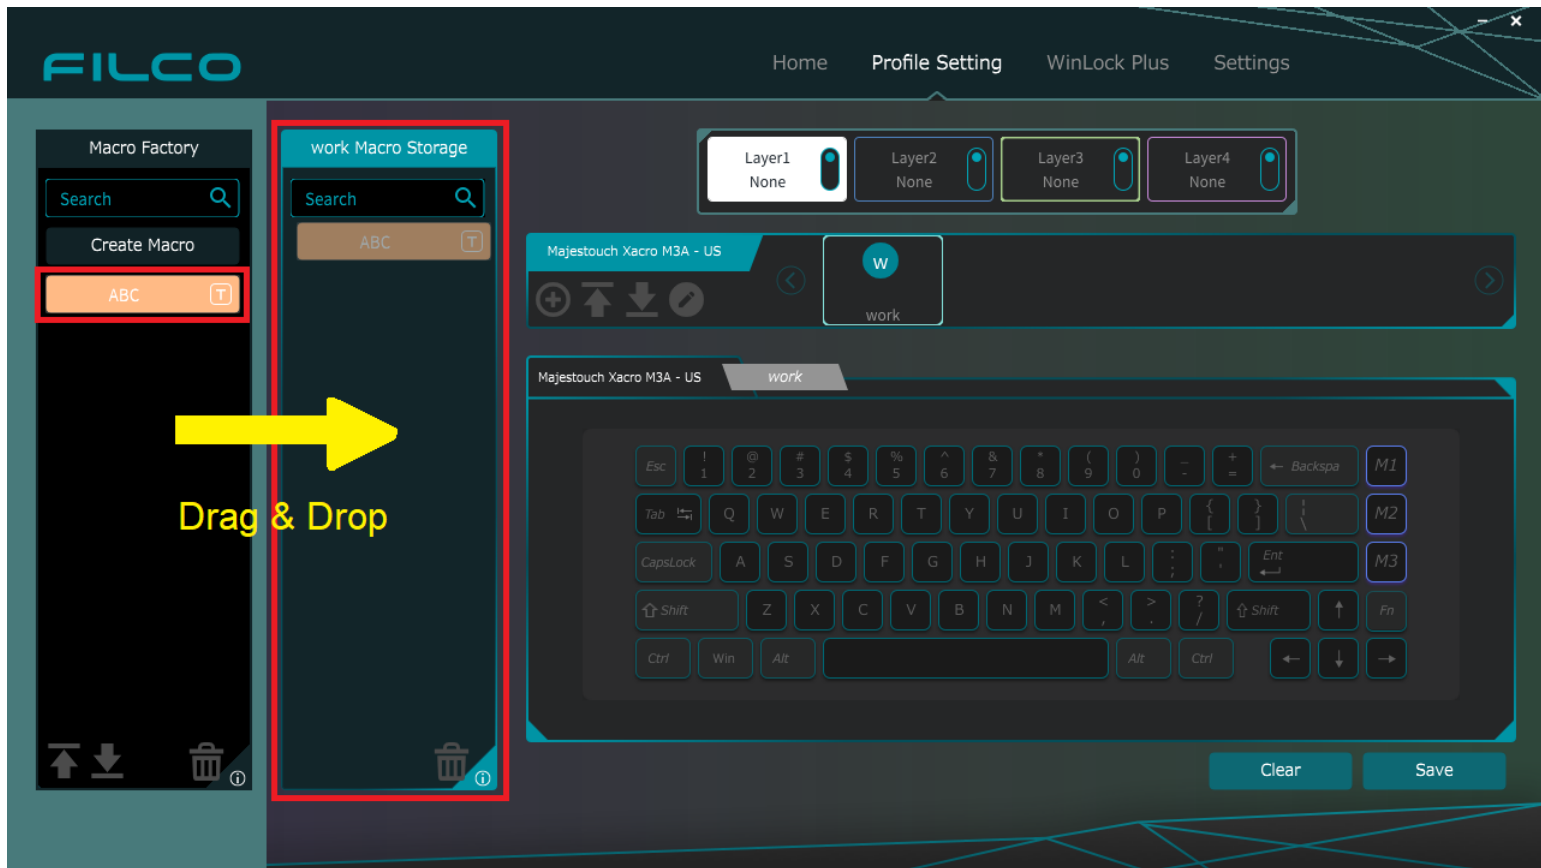 FILCO
Home Profile Setting WinLock Plus Settings
Macro Factory
Search
Create Macro
ABC T
work Macro Storage
Search
ABC T
Drag & Drop
Layer1
None
Layer2
None
Layer3
None
Layer4
None
Majestouch Xacro M3A - US
W
work
Majestouch Xacro M3A - US work
Esc ! 1 @ 2 # 3 $ 4 % 5 ^ 6 & 7 * 8 ( 9 ) 0 _ - + = ← Backspa M1
Tab Q W E R T Y U I O P { [ } ] ¦ \ M2
CapsLock A S D F G H J K L : ; " ' Ent M3
⇧ Shift Z X C V B N M < , > . ? / ⇧ Shift ↑ Fn
Ctrl Win Alt Alt Ctrl ← ↓ →
Clear Save